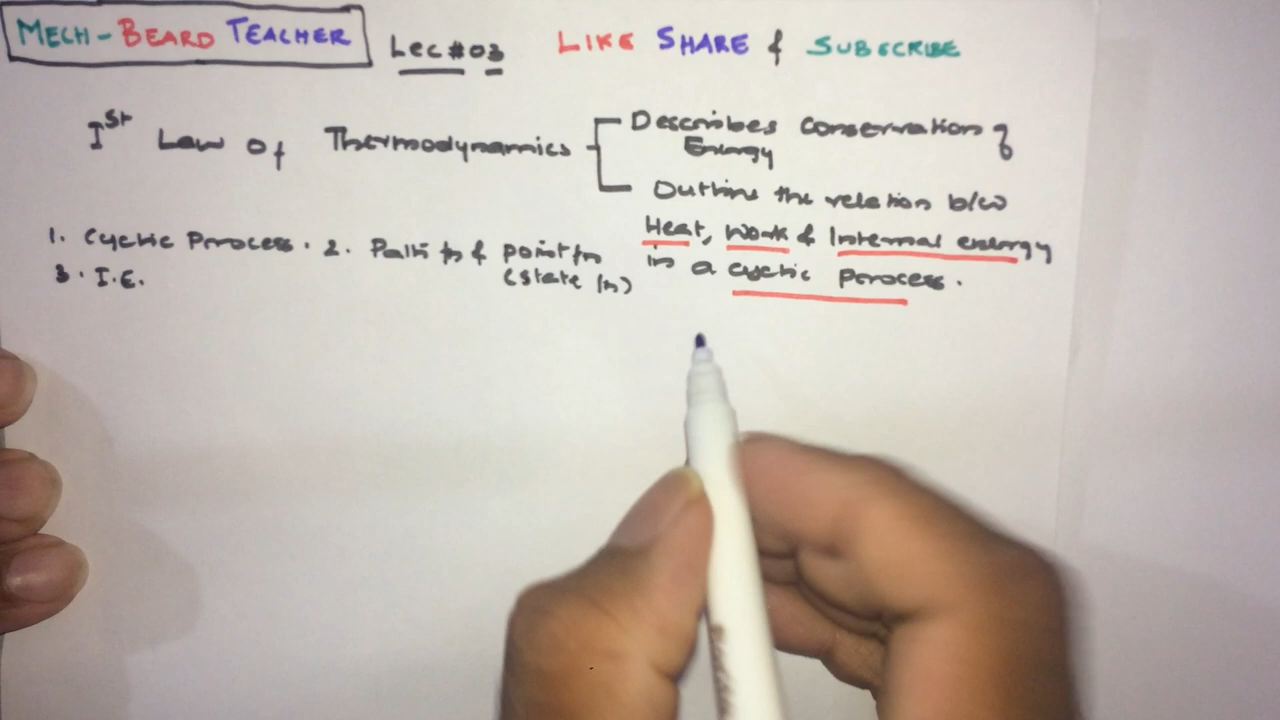 MECH-BEARD TEACHER Lec#03 LIKE SHARE & SUBSCRIBE
Ist Law Of Thermodynamics
Describes Conservation of
Energy
Outline the relation b/w
Heat, Work & Internal energy
in a cyclic Process.
1. Cyclic Process. 2. Path fn & point fn
(state fn)
3. I.E.